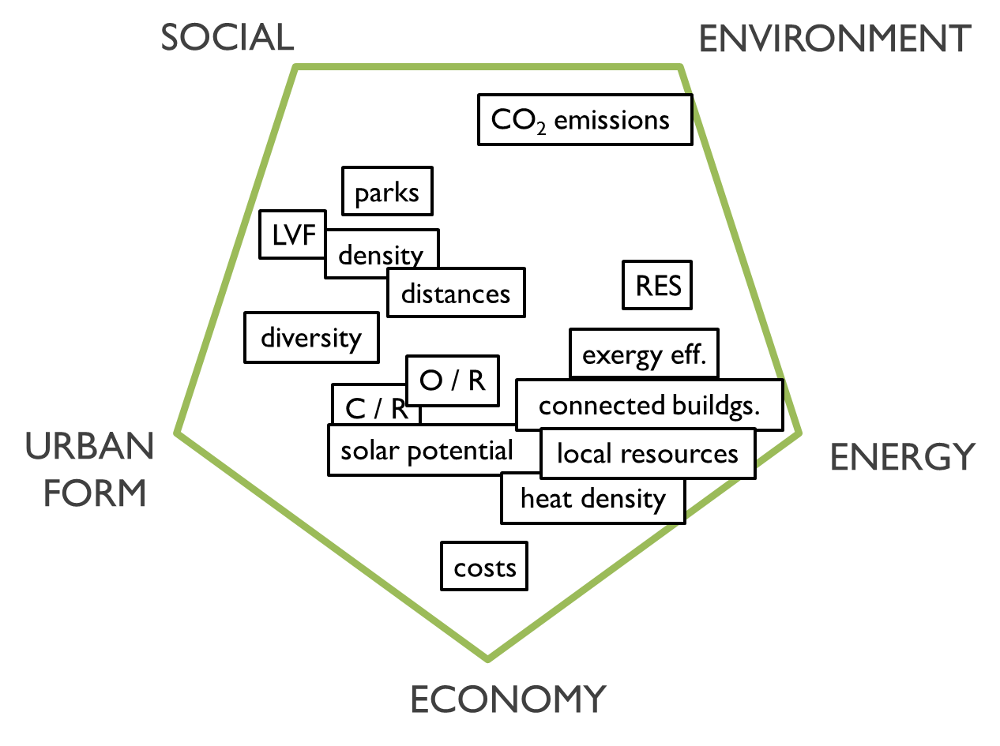 SOCIAL
ENVIRONMENT
CO₂ emissions
parks
LVF
density
distances
RES
diversity
exergy eff.
O / R
C / R
connected buildgs.
solar potential
local resources
heat density
URBAN
FORM
ENERGY
costs
ECONOMY